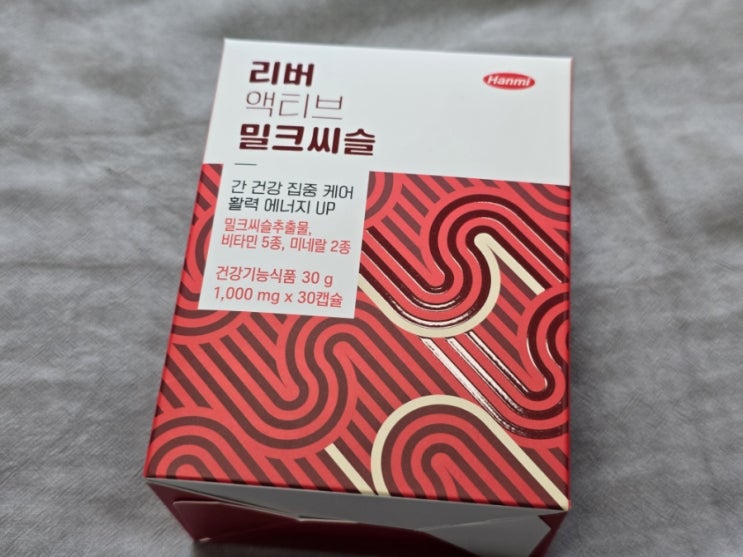 리버
액티브
밀크씨슬
Hanmi
간 건강 집중 케어
활력 에너지 UP
밀크씨슬추출물,
비타민 5종, 미네랄 2종
건강기능식품 30 g
1,000 mg x 30캡슐